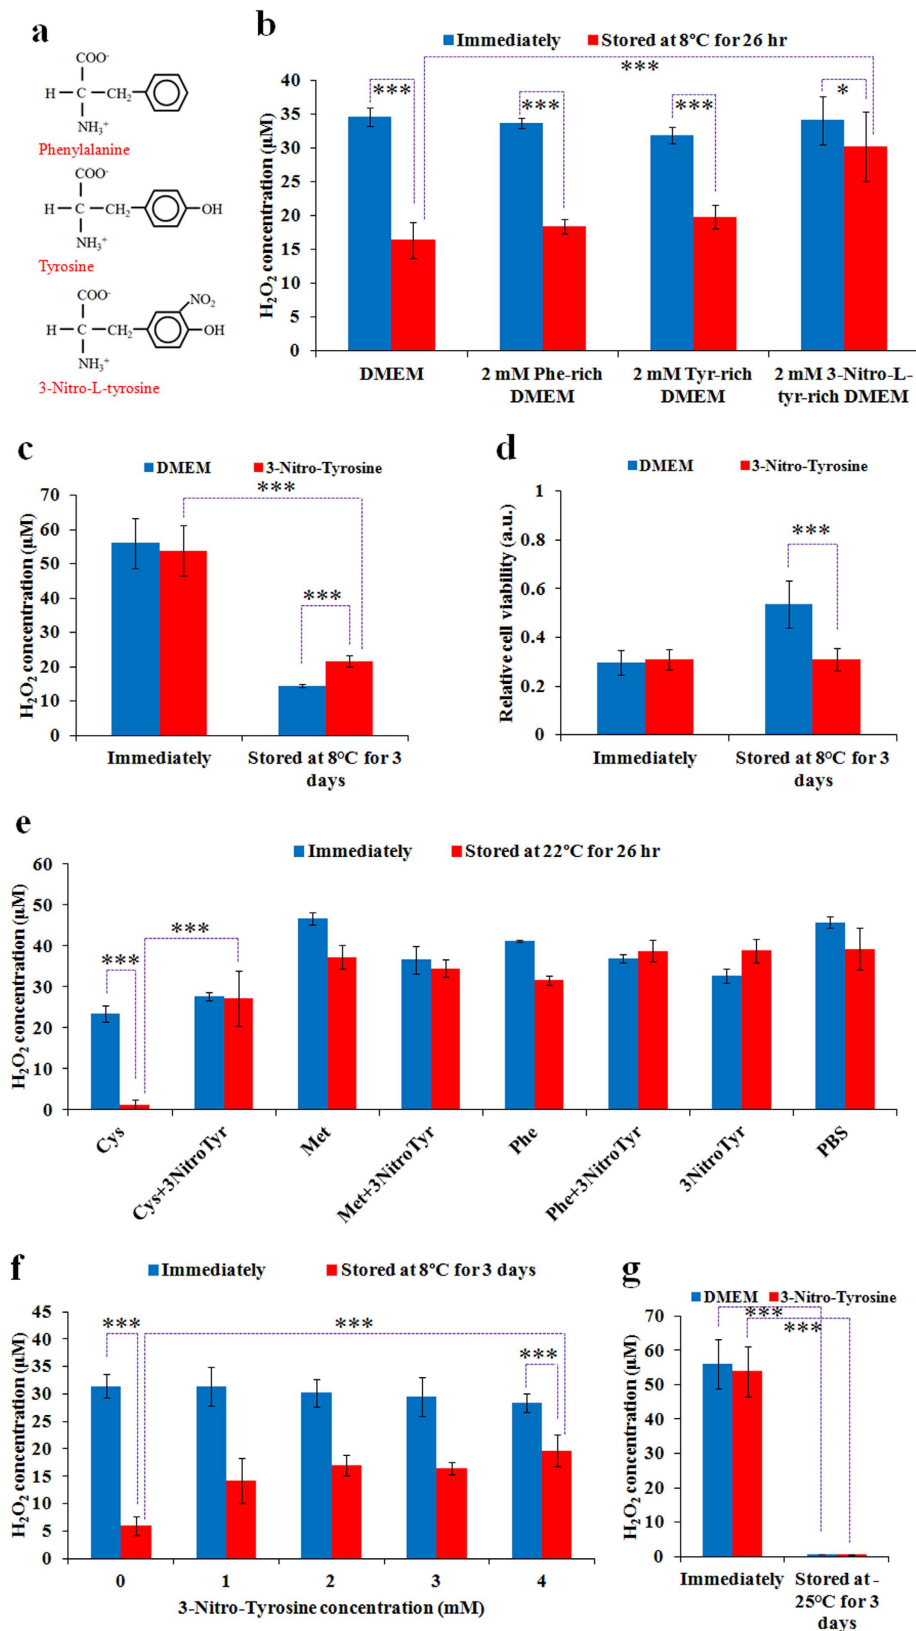 a
COO-
H C CH2
NH3+
Phenylalanine
COO-
H C CH2 OH
NH3+
Tyrosine
COO-
NO2
H C CH2 OH
NH3+
3-Nitro-L-tyrosine
b
Immediately Stored at 8°C for 26 hr
H2O2 concentration (µM)
40
35
30
25
20
15
10
5
0
***
***
***
***
*
DMEM
2 mM Phe-rich DMEM
2 mM Tyr-rich DMEM
2 mM 3-Nitro-L-tyr-rich DMEM
c
DMEM 3-Nitro-Tyrosine
H2O2 concentration (µM)
70
60
50
40
30
20
10
0
***
***
Immediately
Stored at 8°C for 3 days
d
DMEM 3-Nitro-Tyrosine
Relative cell viability (a.u.)
1
0.8
0.6
0.4
0.2
0
***
Immediately
Stored at 8°C for 3 days
e
Immediately Stored at 22°C for 26 hr
H2O2 concentration (µM)
60
50
40
30
20
10
0
***
***
Cys
Cys+3NitroTyr
Met
Met+3NitroTyr
Phe
Phe+3NitroTyr
3NitroTyr
PBS
f
Immediately Stored at 8°C for 3 days
H2O2 concentration (µM)
45
40
35
30
25
20
15
10
5
0
***
***
***
0 1 2 3 4
3-Nitro-Tyrosine concentration (mM)
g
DMEM 3-Nitro-Tyrosine
H2O2 concentration (µM)
70
60
50
40
30
20
10
0
***
***
Immediately
Stored at -
25°C for 3
days